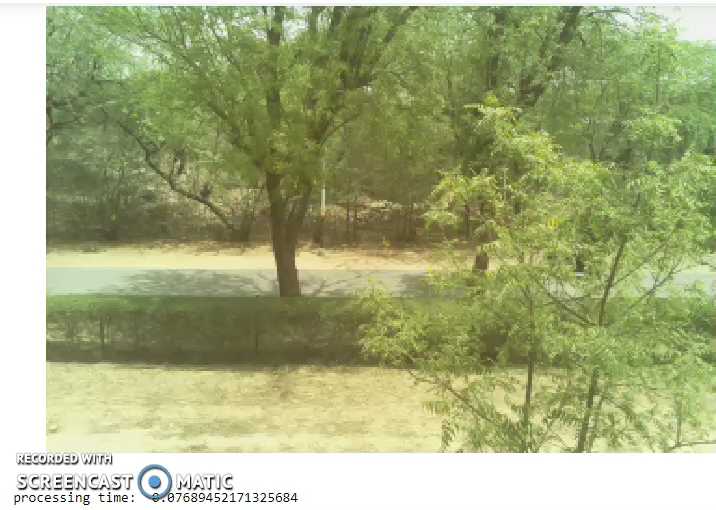 RECORDED WITH
SCREENCAST MATIC
processing time: 0.07689452171325684